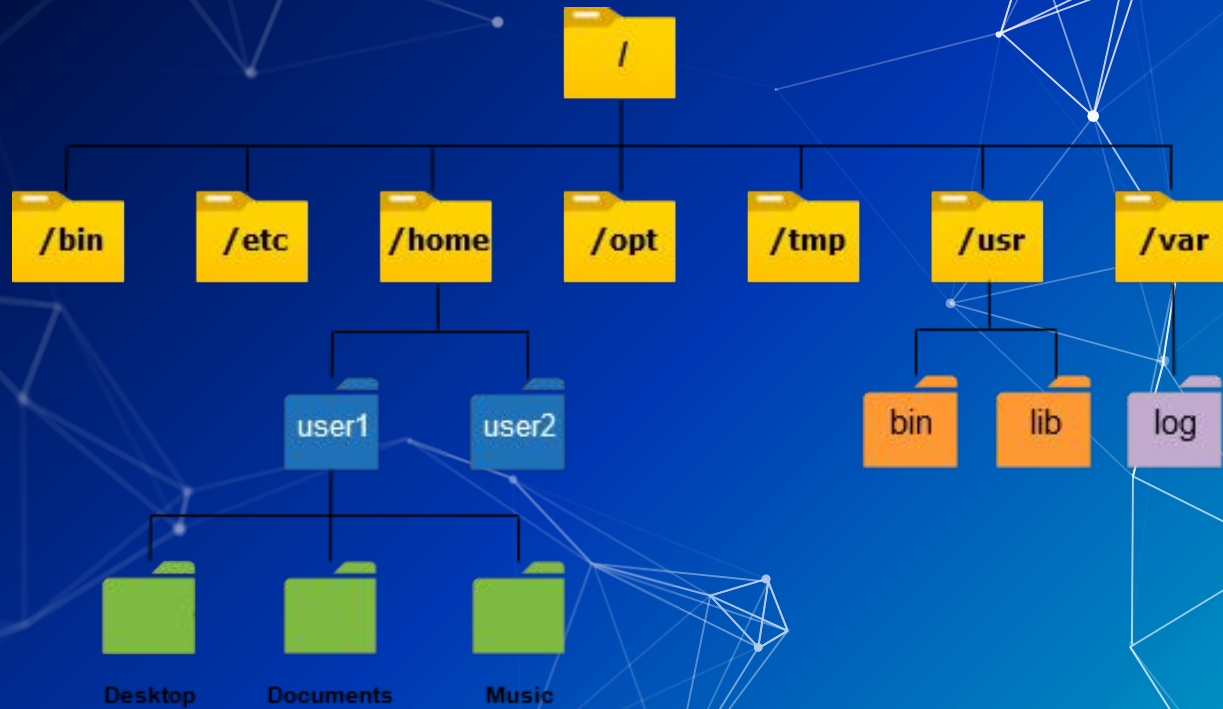 /
/bin
/etc
/home
/opt
/tmp
/usr
/var
user1
user2
bin
lib
log
Desktop
Documents
Music